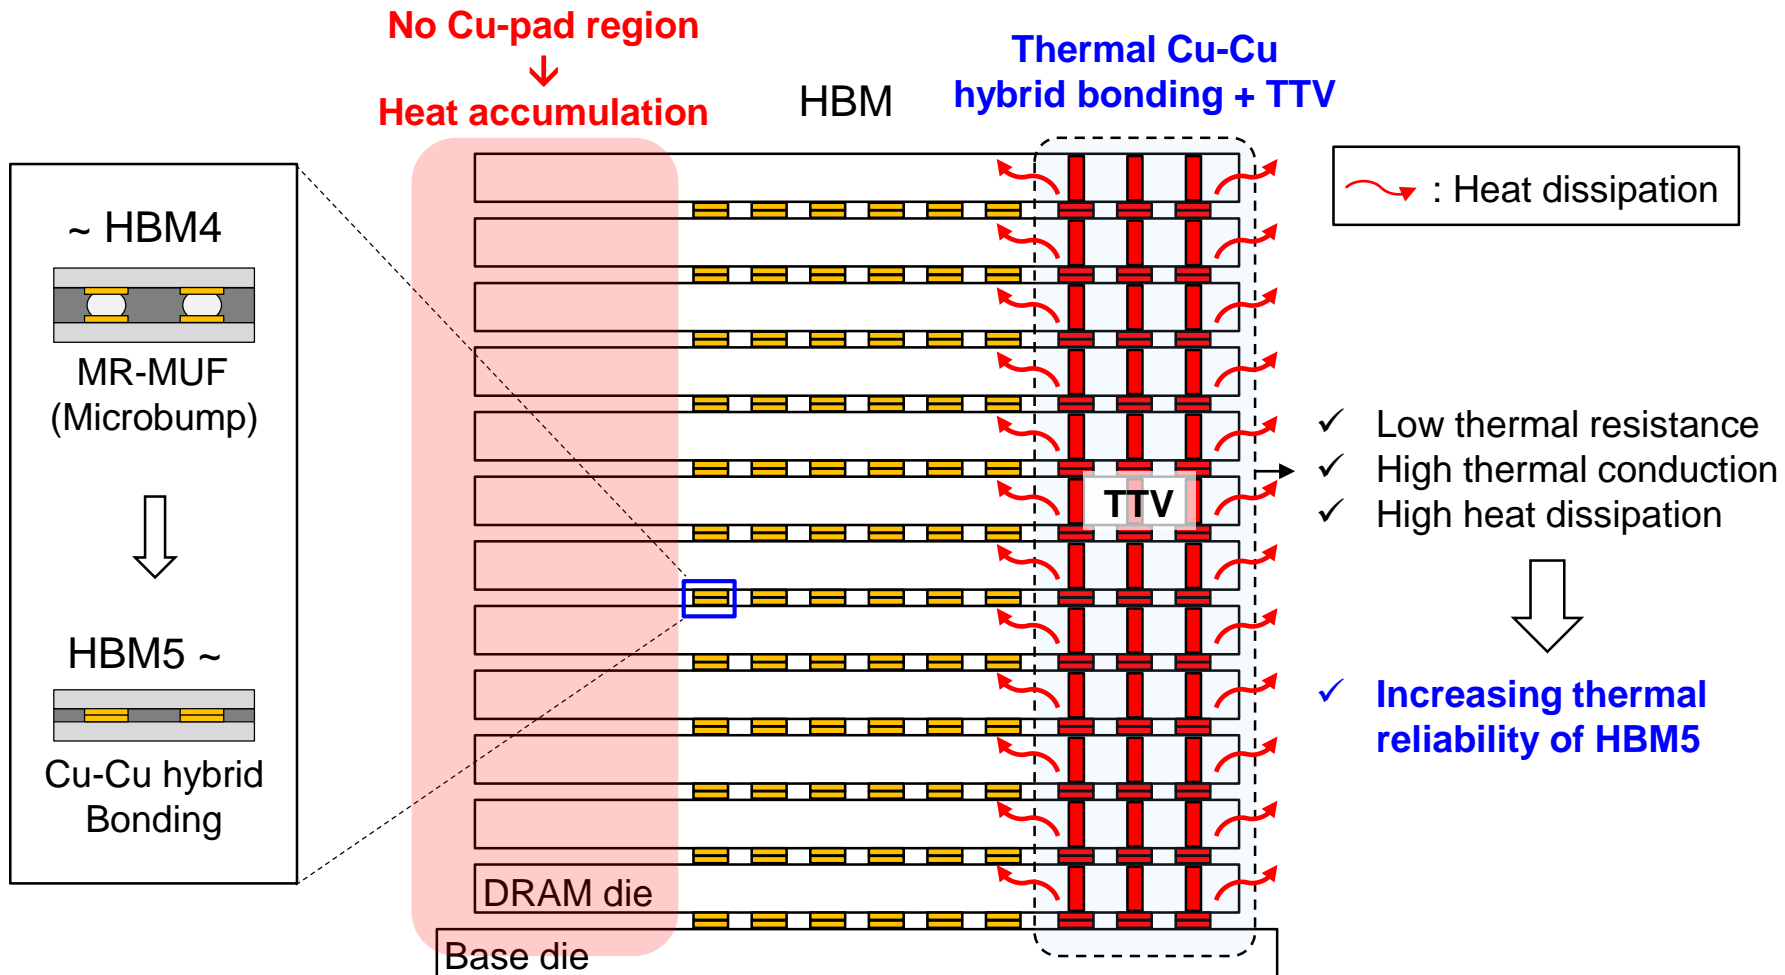 No Cu-pad region
↓
Heat accumulation
HBM
Thermal Cu-Cu
hybrid bonding + TTV
~ HBM4
MR-MUF
(Microbump)
HBM5 ~
Cu-Cu hybrid
Bonding
: Heat dissipation
TTV
✓ Low thermal resistance
✓ High thermal conduction
✓ High heat dissipation
✓ Increasing thermal
reliability of HBM5
DRAM die
Base die